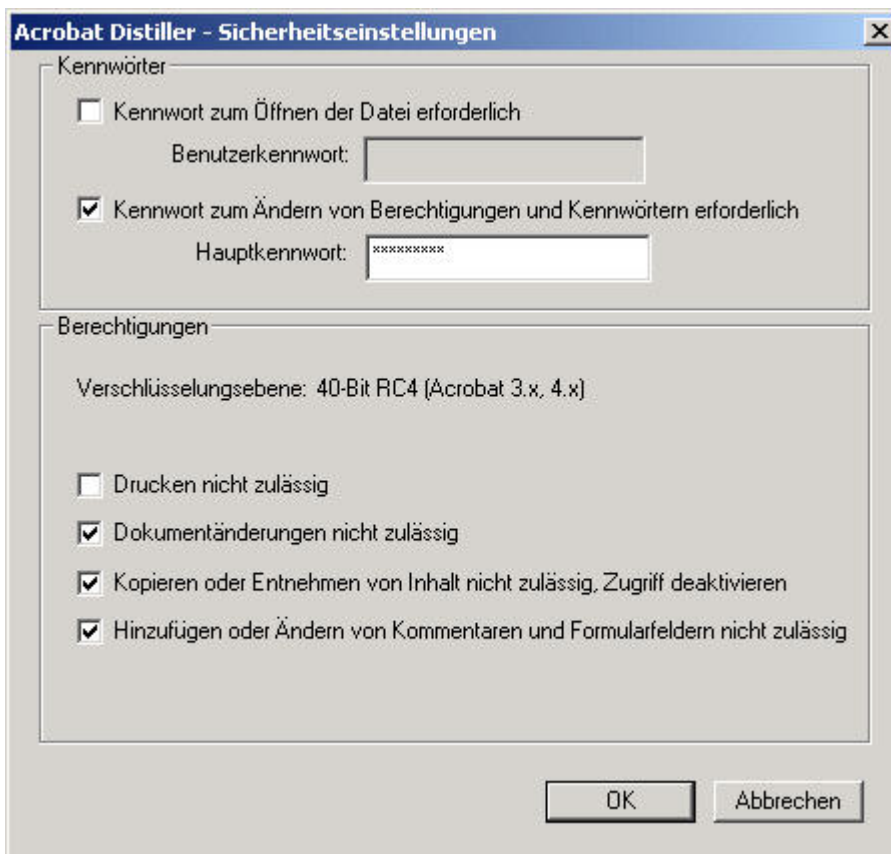 Acrobat Distiller - Sicherheitseinstellungen
Kennwörter
Kennwort zum Öffnen der Datei erforderlich
Benutzerkennwort:
Kennwort zum Ändern von Berechtigungen und Kennwörtern erforderlich
Hauptkennwort: *********
Berechtigungen
Verschlüsselungsebene: 40-Bit RC4 (Acrobat 3.x, 4.x)
Drucken nicht zulässig
Dokumentänderungen nicht zulässig
Kopieren oder Entnehmen von Inhalt nicht zulässig, Zugriff deaktivieren
Hinzufügen oder Ändern von Kommentaren und Formularfeldern nicht zulässig
OK Abbrechen